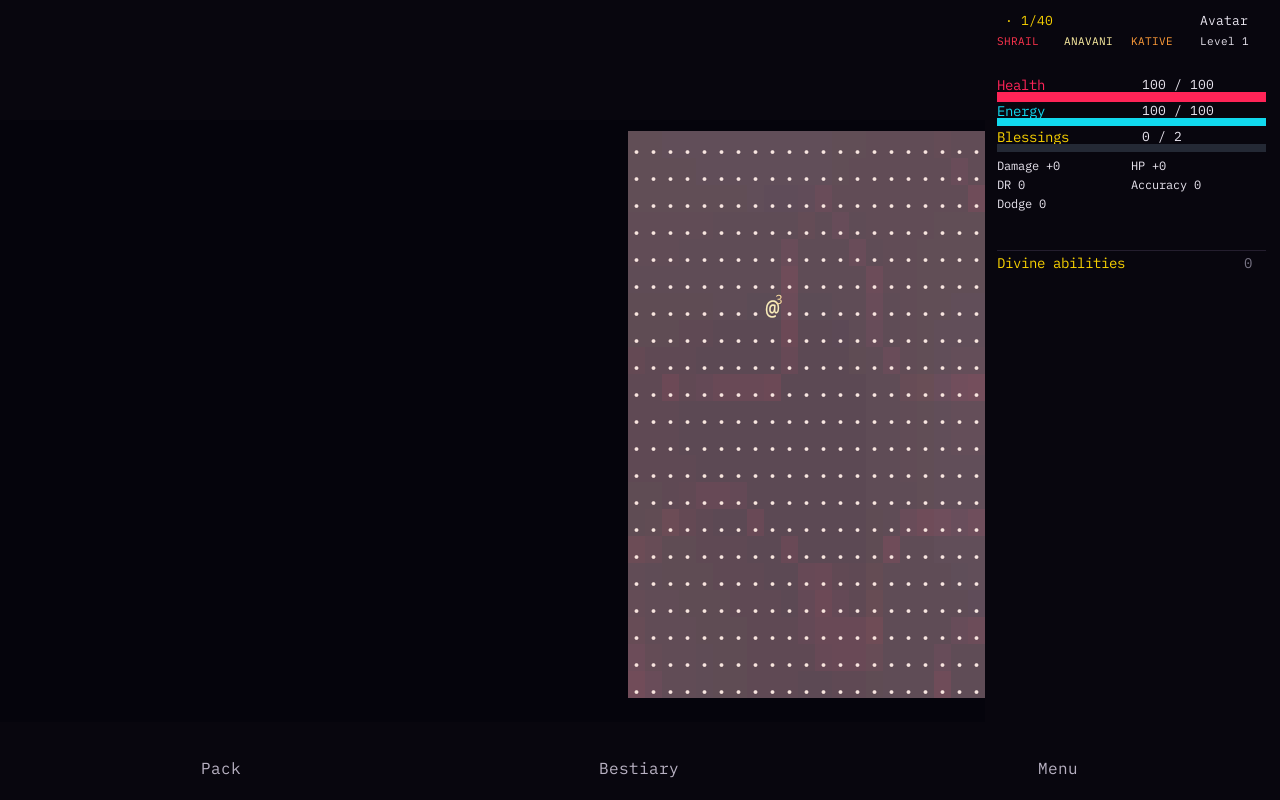 · 1/40 Avatar
SHRAIL ANAVANI KATIVE Level 1
Health 100 / 100
Energy 100 / 100
Blessings 0 / 2
Damage +0 HP +0
DR 0 Accuracy 0
Dodge 0
Divine abilities 0
@3
Pack Bestiary Menu